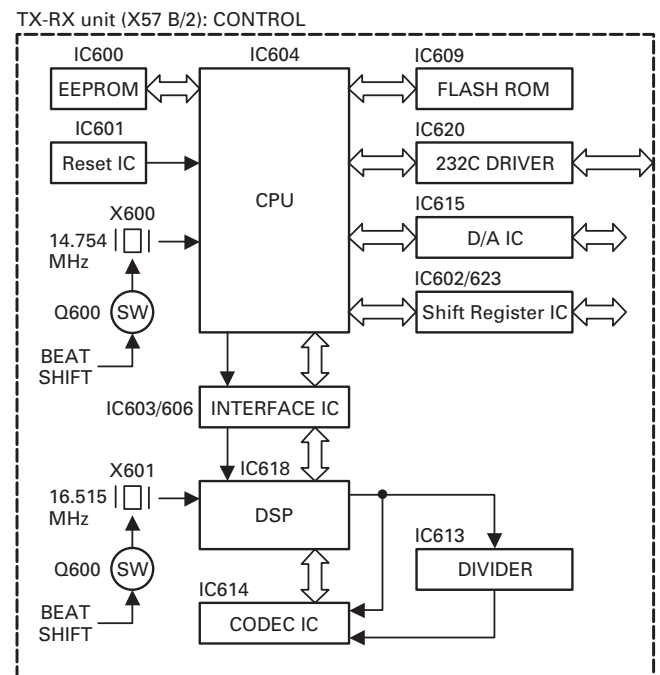 TX-RX unit (X57 B/2): CONTROL
IC600
IC604
IC609
EEPROM
FLASH ROM
IC601
IC620
Reset IC
232C DRIVER
CPU
X600
IC615
14.754
MHz
D/A IC
IC602/623
Q600
SW
Shift Register IC
BEAT
SHIFT
IC603/606
INTERFACE IC
X601
IC618
16.515
MHz
DSP
IC613
Q600
SW
DIVIDER
IC614
BEAT
SHIFT
CODEC IC